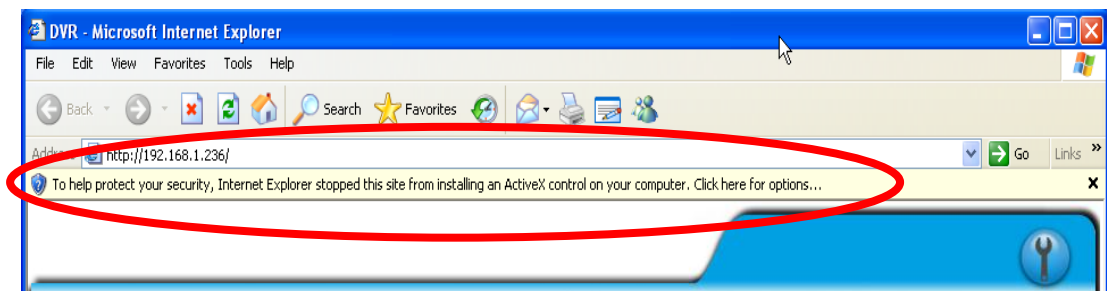 DVR - Microsoft Internet Explorer
File Edit View Favorites Tools Help
Back Search Favorites
Address http://192.168.1.236/ Go Links »
To help protect your security, Internet Explorer stopped this site from installing an ActiveX control on your computer. Click here for options...